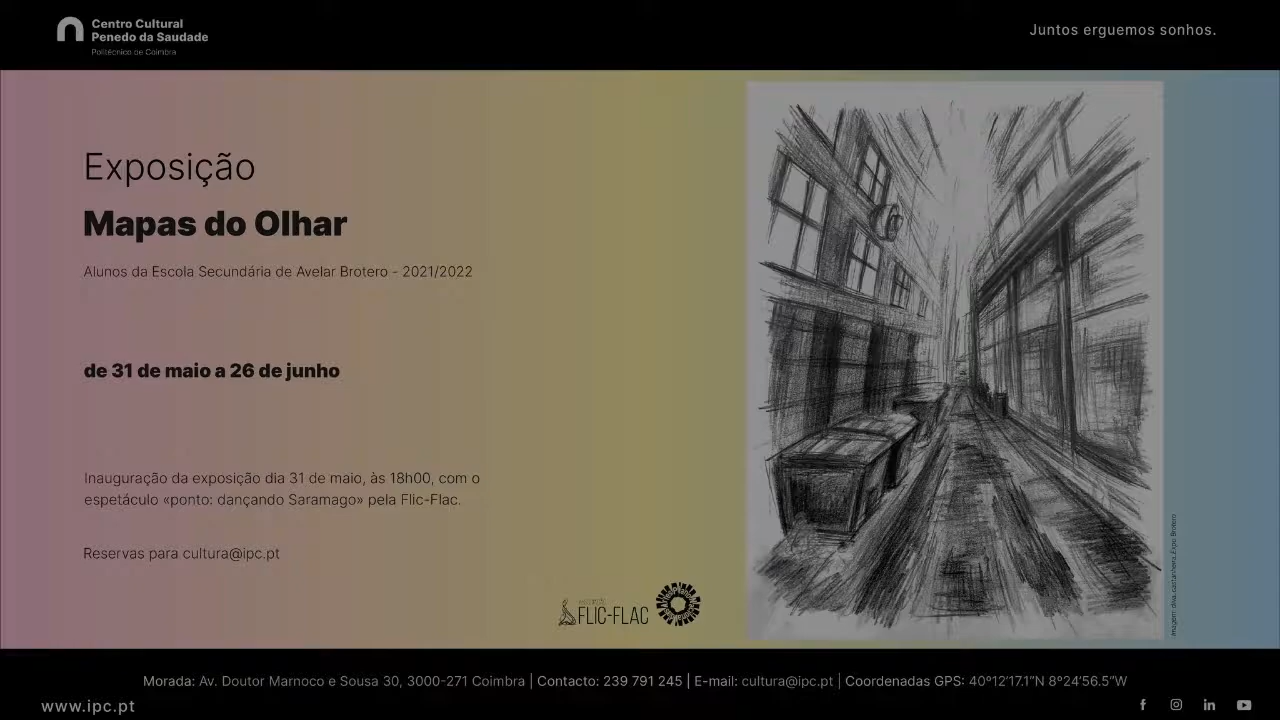 Centro Cultural
Penedo da Saudade
Politécnico de Coimbra
Juntos erguemos sonhos.
Exposição
Mapas do Olhar
Alunos da Escola Secundária de Avelar Brotero - 2021/2022
de 31 de maio a 26 de junho
Inauguração da exposição dia 31 de maio, às 18h00, com o
espetáculo «ponto: dançando Saramago» pela Flic-Flac.
Reservas para cultura@ipc.pt
FLIC-FLAC
Morada: Av. Doutor Marnoco e Sousa 30, 3000-271 Coimbra | Contacto: 239 791 245 | E-mail: cultura@ipc.pt | Coordenadas GPS: 40º12'17.1"N 8º24'56.5"W
www.ipc.pt